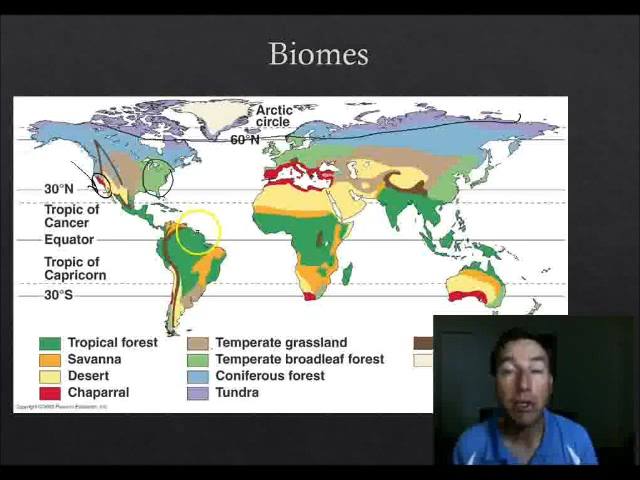 Biomes
Arctic
circle
60°N
30°N
Tropic of
Cancer
Equator
Tropic of
Capricorn
30°S
Tropical forest
Savanna
Desert
Chaparral
Temperate grassland
Temperate broadleaf forest
Coniferous forest
Tundra